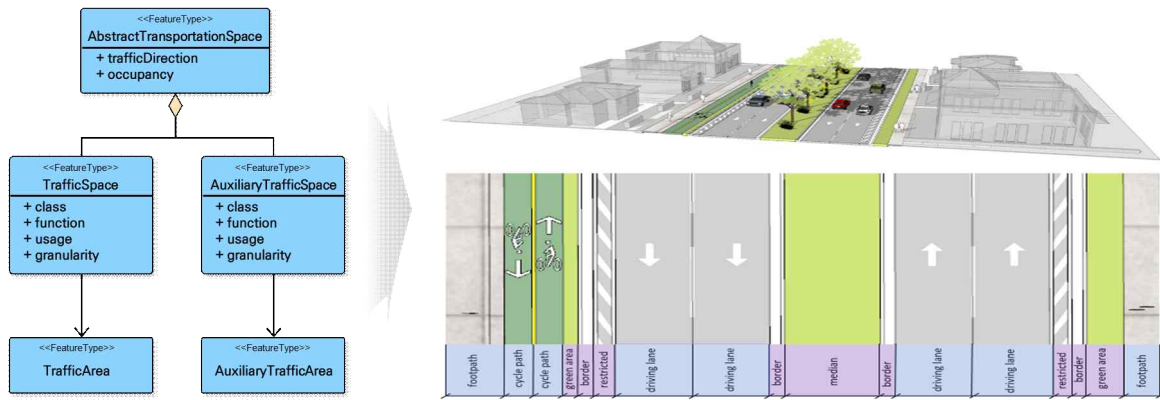 <<FeatureType>>
AbstractTransportationSpace
+ trafficDirection
+ occupancy
<<FeatureType>>
TrafficSpace
+ class
+ function
+ usage
+ granularity
<<FeatureType>>
AuxiliaryTrafficSpace
+ class
+ function
+ usage
+ granularity
<<FeatureType>>
TrafficArea
<<FeatureType>>
AuxiliaryTrafficArea
footpath
cycle path
cycle path
green area
border
restricted
driving lane
driving lane
border
median
border
driving lane
driving lane
restricted
border
green area
footpath